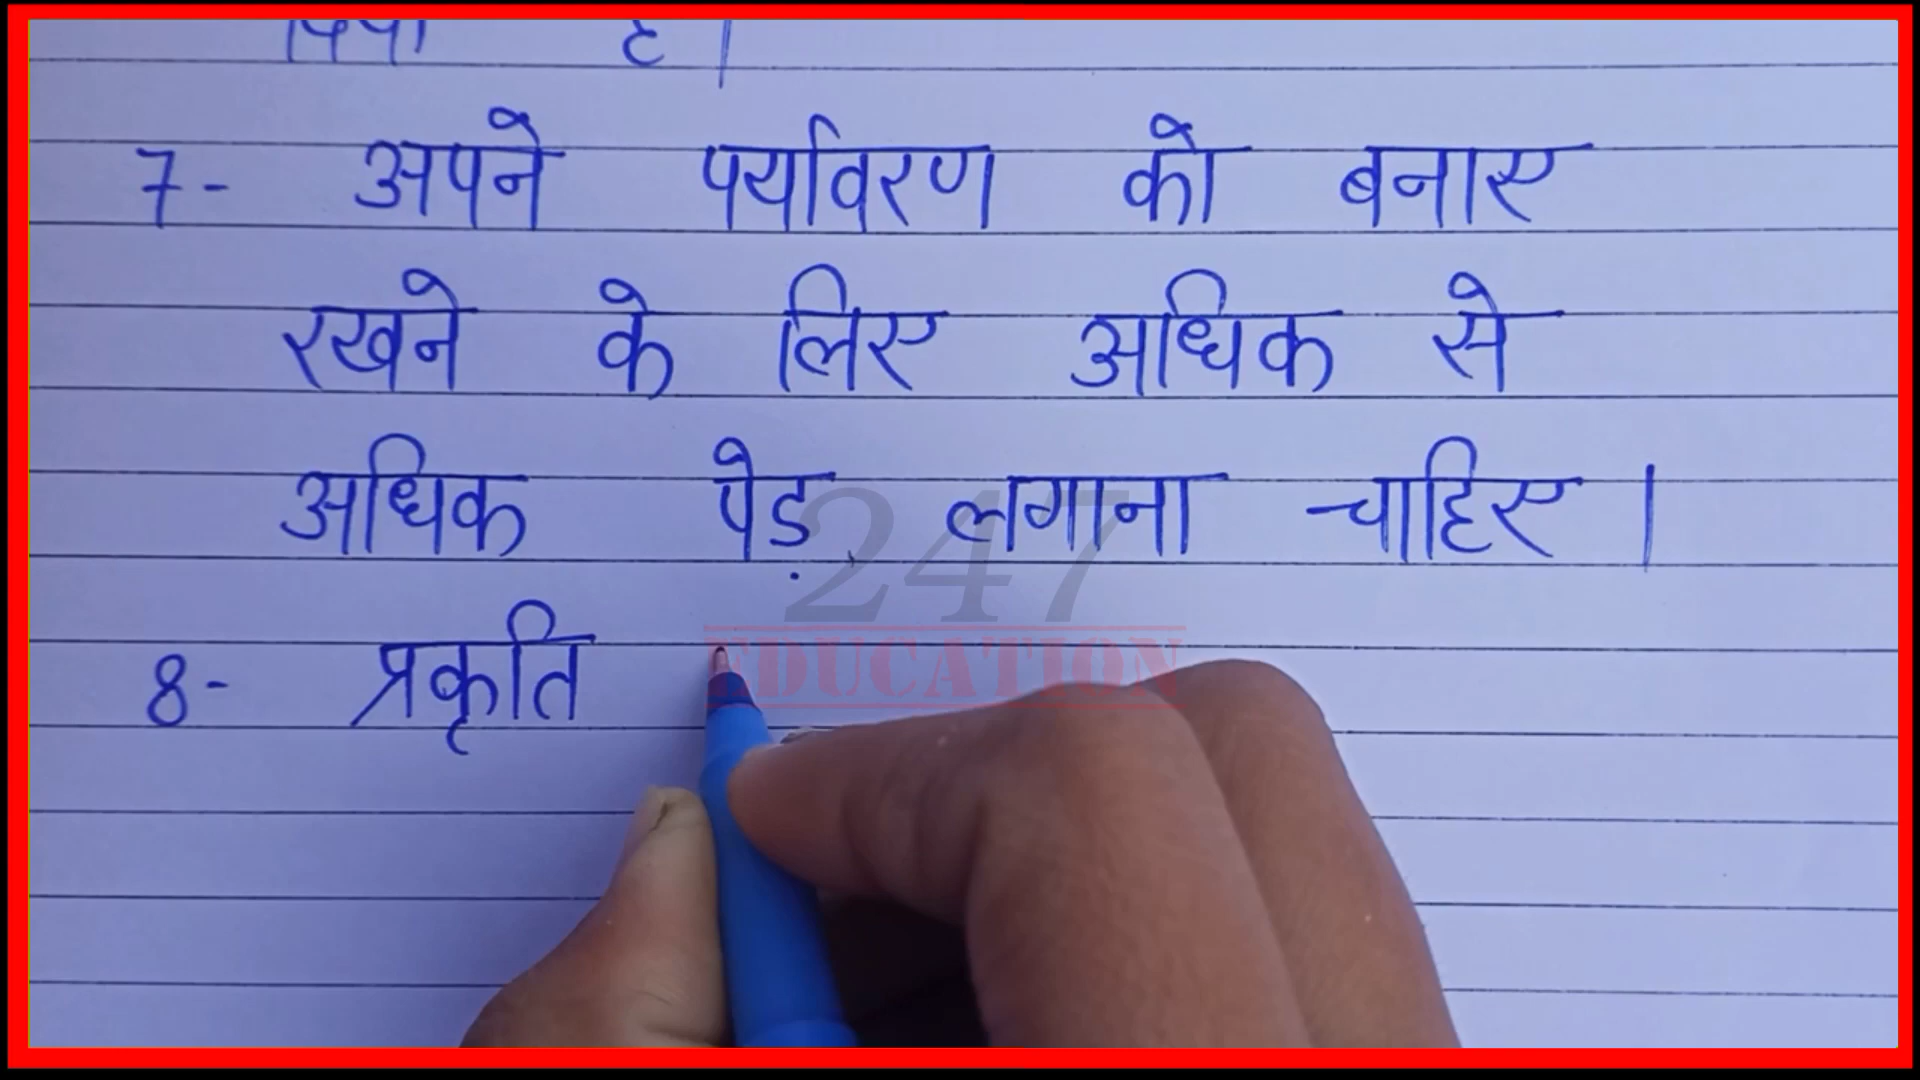 है।
7- अपने पर्यावरण को बनाए
रखने के लिए अधिक से
अधिक पेड़ लगाना चाहिए।
8- प्रकृति
247
EDUCATION